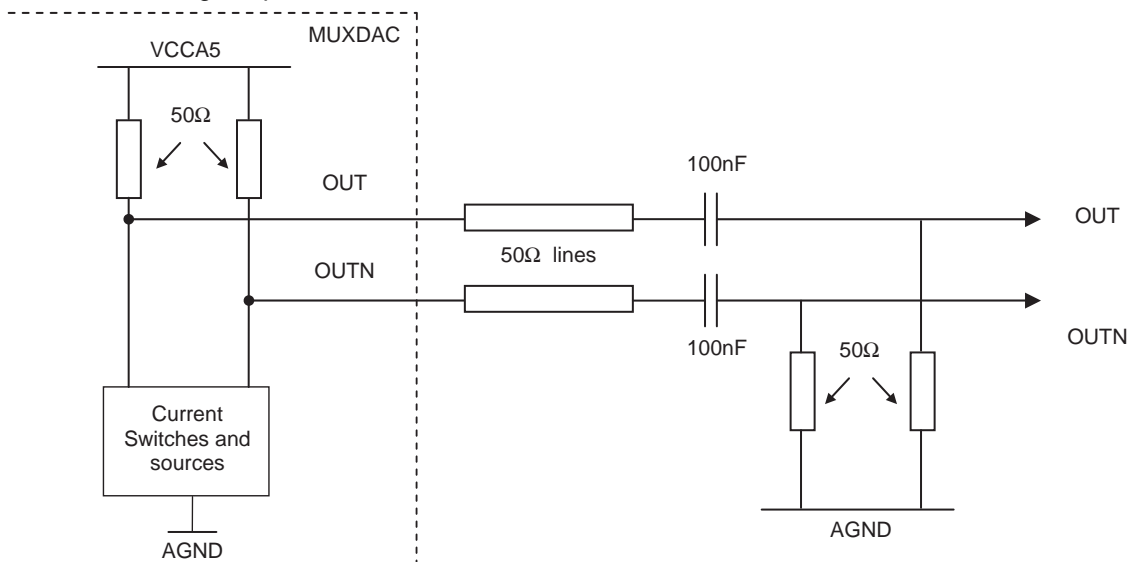 MUXDAC
VCCA5
50Ω
OUT
100nF
OUT
50Ω lines
OUTN
100nF
50Ω
OUTN
Current
Switches and
sources
AGND
AGND